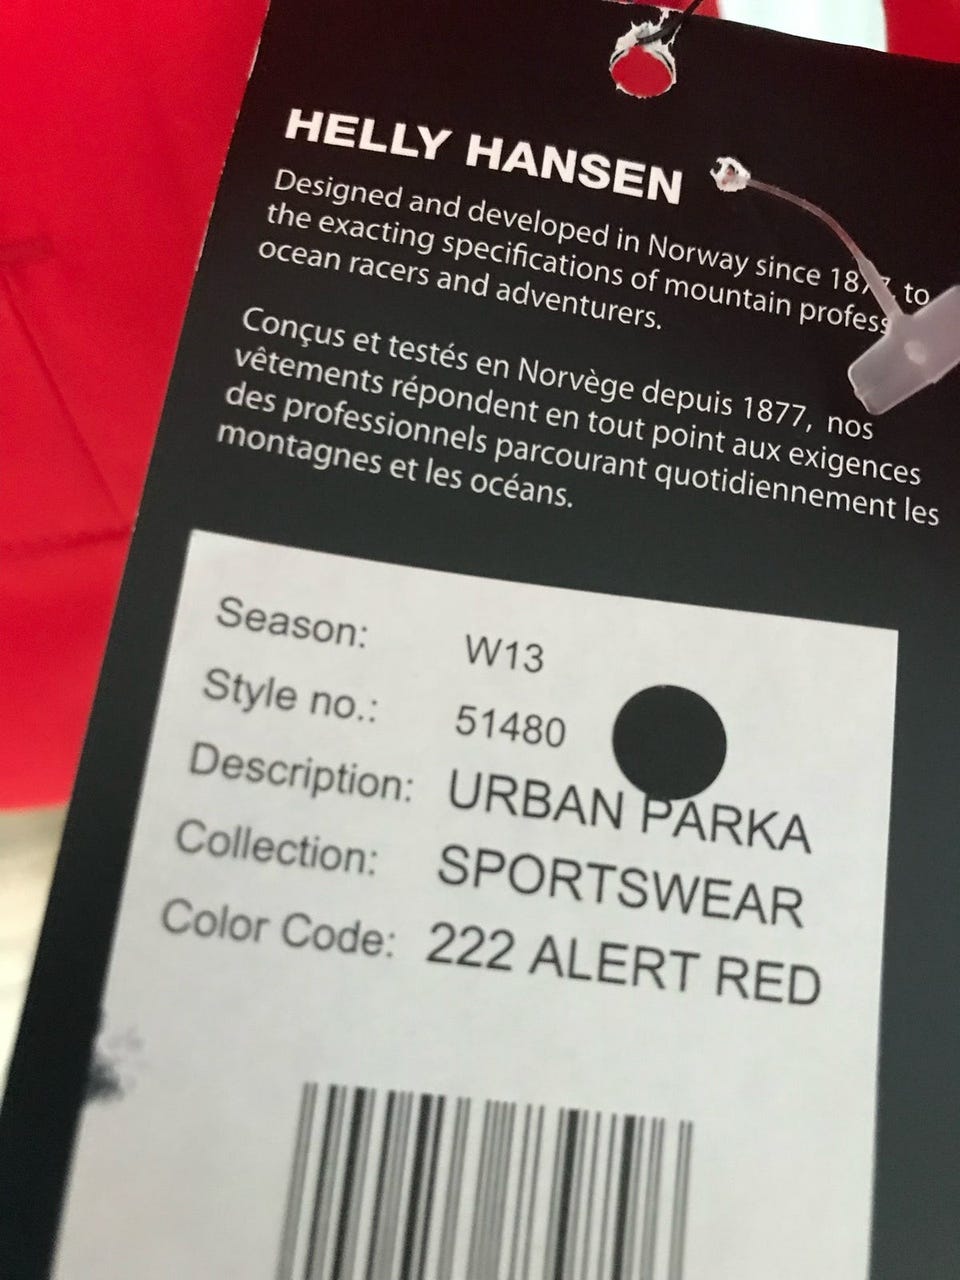 HELLY HANSEN
Designed and developed in Norway since 1877 to
the exacting specifications of mountain profess
ocean racers and adventurers.
Conçus et testés en Norvège depuis 1877, nos
vêtements répondent en tout point aux exigences
des professionnels parcourant quotidiennement les
montagnes et les océans.
Season: W13
Style no.: 51480
Description: URBAN PARKA
Collection: SPORTSWEAR
Color Code: 222 ALERT RED